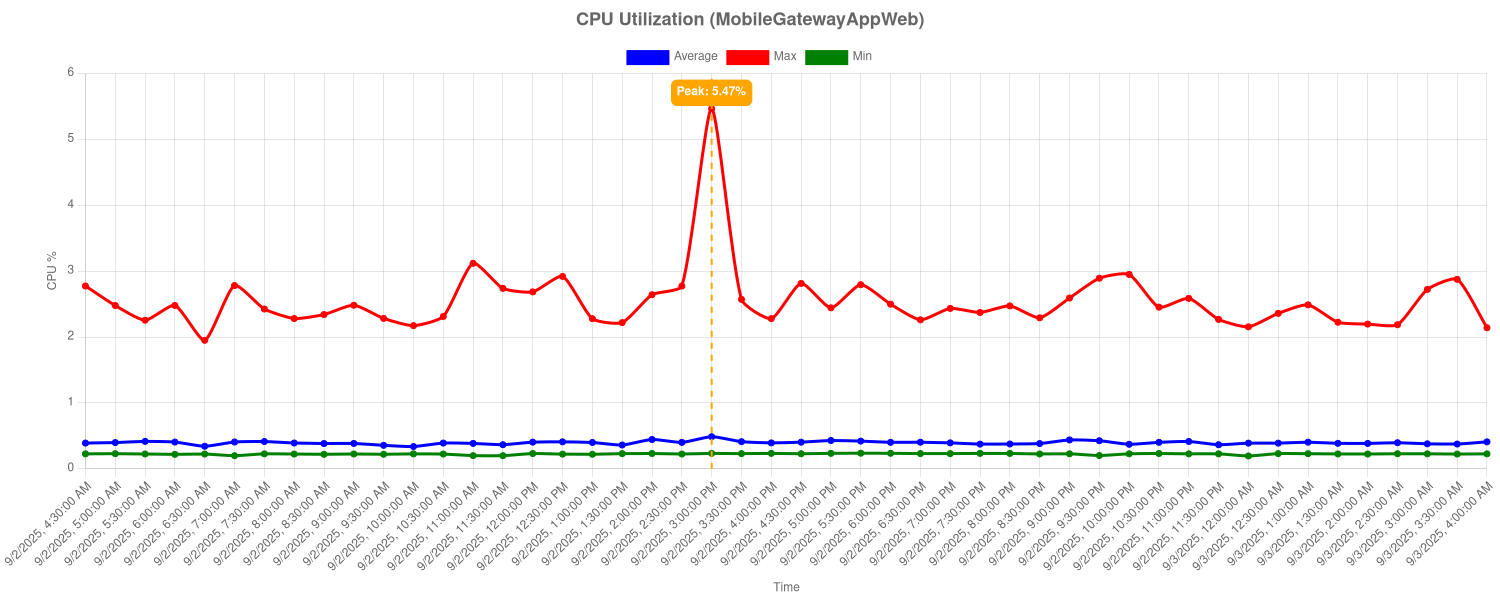 CPU Utilization (MobileGatewayAppWeb)
Average Max Min
Peak: 5.47%
CPU %
6
5
4
3
2
1
0
9/2/2025, 4:30:00 AM
9/2/2025, 5:00:00 AM
9/2/2025, 5:30:00 AM
9/2/2025, 6:00:00 AM
9/2/2025, 6:30:00 AM
9/2/2025, 7:00:00 AM
9/2/2025, 7:30:00 AM
9/2/2025, 8:00:00 AM
9/2/2025, 8:30:00 AM
9/2/2025, 9:00:00 AM
9/2/2025, 9:30:00 AM
9/2/2025, 10:00:00 AM
9/2/2025, 10:30:00 AM
9/2/2025, 11:00:00 AM
9/2/2025, 11:30:00 AM
9/2/2025, 12:00:00 PM
9/2/2025, 12:30:00 PM
9/2/2025, 1:00:00 PM
9/2/2025, 1:30:00 PM
9/2/2025, 2:00:00 PM
9/2/2025, 2:30:00 PM
9/2/2025, 3:00:00 PM
9/2/2025, 3:30:00 PM
9/2/2025, 4:00:00 PM
9/2/2025, 4:30:00 PM
9/2/2025, 5:00:00 PM
9/2/2025, 5:30:00 PM
9/2/2025, 6:00:00 PM
9/2/2025, 6:30:00 PM
9/2/2025, 7:00:00 PM
9/2/2025, 7:30:00 PM
9/2/2025, 8:00:00 PM
9/2/2025, 8:30:00 PM
9/2/2025, 9:00:00 PM
9/2/2025, 9:30:00 PM
9/2/2025, 10:00:00 PM
9/2/2025, 10:30:00 PM
9/2/2025, 11:00:00 PM
9/2/2025, 11:30:00 PM
9/3/2025, 12:00:00 AM
9/3/2025, 12:30:00 AM
9/3/2025, 1:00:00 AM
9/3/2025, 1:30:00 AM
9/3/2025, 2:00:00 AM
9/3/2025, 2:30:00 AM
9/3/2025, 3:00:00 AM
9/3/2025, 3:30:00 AM
9/3/2025, 4:00:00 AM
Time